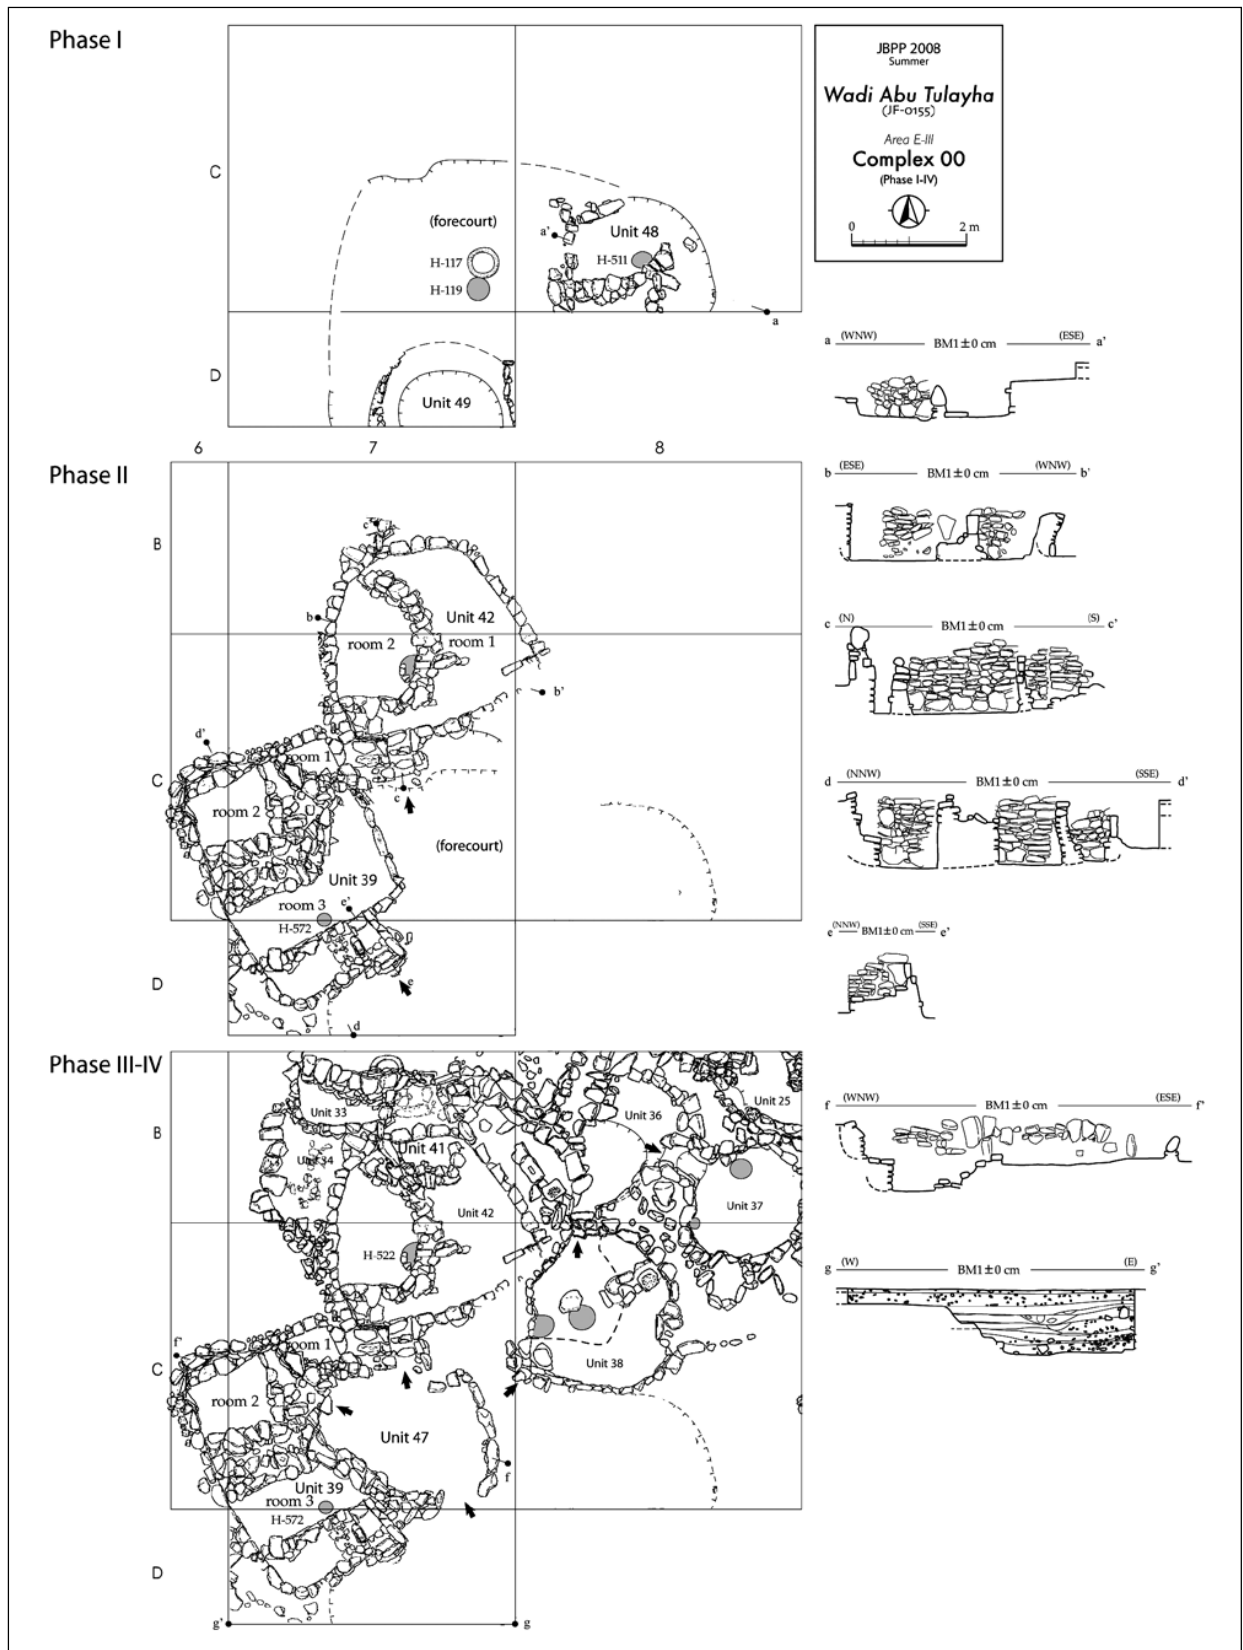 Phase I
C
(forecourt)
H-117
H-119
a'
Unit 48
H-511
a
D
Unit 49
JBPP 2008
Summer
Wadi Abu Tulayha
(JF-0155)
Area E-III
Complex 00
(Phase I-IV)
0 2 m
a (WNW) BM1±0 cm (ESE) a'
6 7 8
Phase II
B
c'
b
Unit 42
room 2
room 1
b'
d'
room 1
C
c
room 2
(forecourt)
Unit 39
room 3
e'
H-572
D
e
d
b (ESE) BM1±0 cm (WNW) b'
c (N) BM1±0 cm (S) c'
d (NNW) BM1±0 cm (SSE) d'
e (NNW) BM1±0 cm (SSE) e'
Phase III-IV
Unit 33
Unit 36
Unit 25
B
Unit 34
Unit 41
Unit 37
Unit 42
H-522
f'
room 1
Unit 38
C
room 2
Unit 47
f
Unit 39
room 3
H-572
D
g' g
f (WNW) BM1±0 cm (ESE) f'
g (W) BM1±0 cm (E) g'